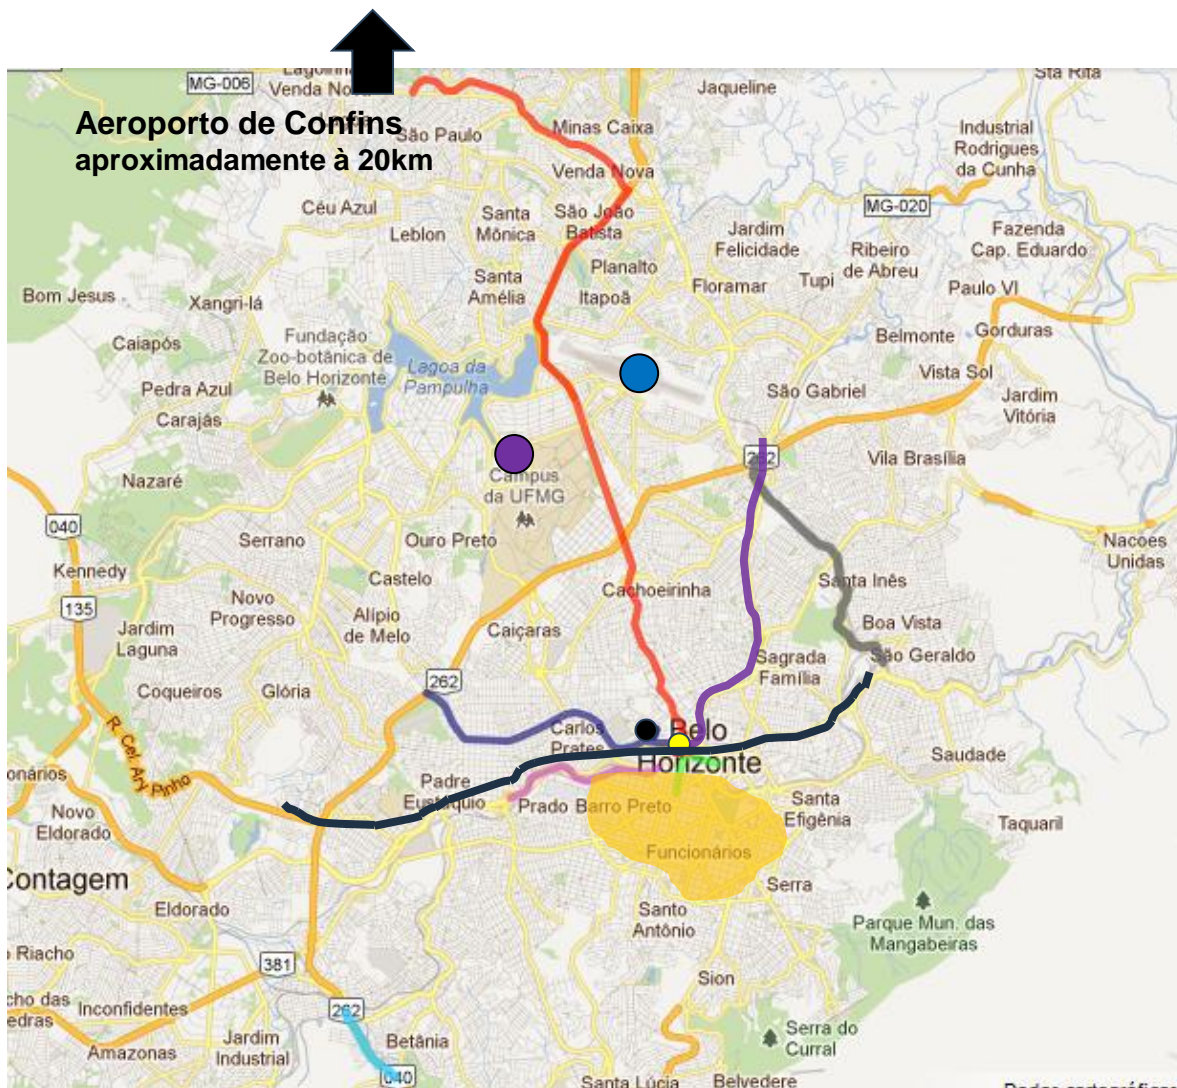 MG-006
Venda Nova
Jaqueline
Sta Rita
Aeroporto de Confins
aproximadamente à 20km
São Paulo
Minas Caixa
Industrial
Rodrigues
da Cunha
Venda Nova
MG-020
Céu Azul
Santa
Mônica
São João
Batista
Leblon
Jardim
Felicidade
Ribeiro
de Abreu
Fazenda
Cap. Eduardo
Planalto
Santa
Amélia
Itapoã
Floramar
Tupi
Paulo VI
Bom Jesus
Xangri-lá
Caiapós
Fundação
Zoo-botânica de
Belo Horizonte
Lagoa da
Pampulha
Belmonte
Gorduras
Vista Sol
Pedra Azul
Carajás
São Gabriel
Jardim
Vitória
262
Vila Brasília
Nazaré
Campus
da UFMG
040
Serrano
Ouro Preto
Nacoes
Unidas
Kennedy
Castelo
Cachoeirinha
Santa Inês
135
Novo
Progresso
Alípio
de Melo
Caiçaras
Boa Vista
Jardim
Laguna
Sagrada
Família
São Geraldo
Coqueiros
Glória
262
R. Cel. Ary Pinho
Carlos
Prates
Belo
Horizonte
Saudade
onários
Padre
Eustáquio
Prado
Barro Preto
Santa
Efigênia
Novo
Eldorado
Taquaril
Funcionários
Contagem
Serra
Eldorado
Santo
Antônio
Parque Mun. das
Mangabeiras
Riacho
381
Sion
cho das
edras
Inconfidentes
262
Amazonas
Jardim
Industrial
Betânia
Serra do
Curral
040
Santa Lúcia
Belvedere